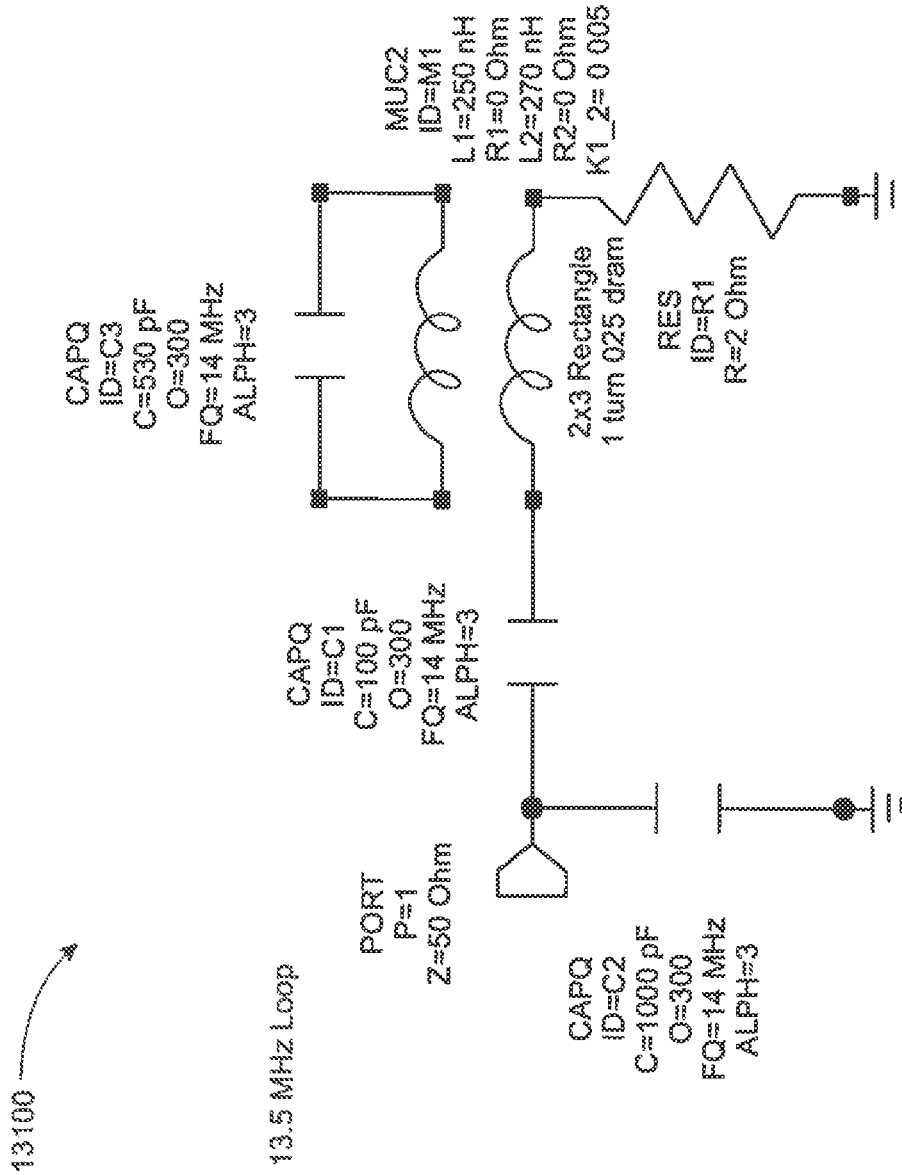 13100
13.5 MHz Loop
PORT
P=1
Z=50 Ohm
CAPQ
ID=C2
C=1000 pF
O=300
FQ=14 MHz
ALPH=3
CAPQ
ID=C1
C=100 pF
O=300
FQ=14 MHz
ALPH=3
CAPQ
ID=C3
C=530 pF
O=300
FQ=14 MHz
ALPH=3
MUC2
ID=M1
L1=250 nH
R1=0 Ohm
L2=270 nH
R2=0 Ohm
K1_2= 0 005
2x3 Rectangle
1 turn 025 dram
RES
ID=R1
R=2 Ohm